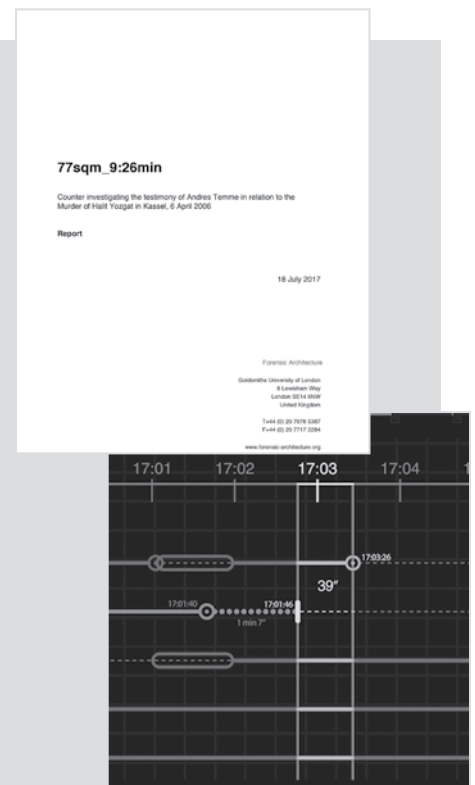 77sqm_9:26min
Counter investigating the testimony of Andres Temme in relation to the
Murder of Halit Yozgat in Kassel, 6 April 2006
Report
18 July 2017
Forensic Architecture
Goldsmiths University of London
8 Lewisham Way
London SE14 6NW
United Kingdom
T+44 (0) 20 7078 5387
F+44 (0) 20 7717 2284
www.forensic-architecture.org
17:01 17:02 17:03 17:04 1
17:03:26
39"
17:01:40 17:01:46
1 min 7"